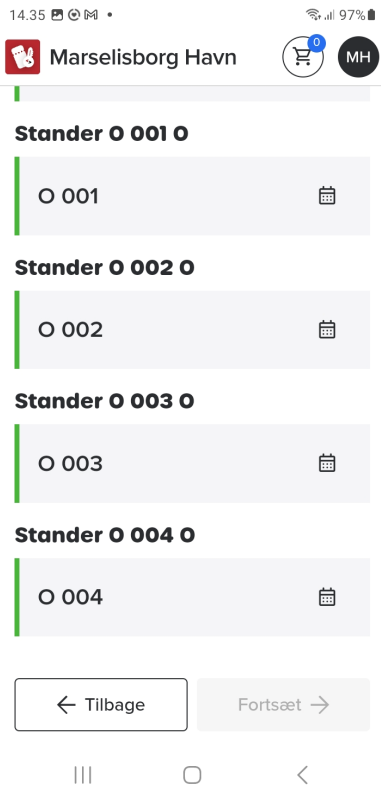 14.35
97%
Marselisborg Havn
0
MH
Stander O 001 O
O 001
Stander O 002 O
O 002
Stander O 003 O
O 003
Stander O 004 O
O 004
← Tilbage
Fortsæt →